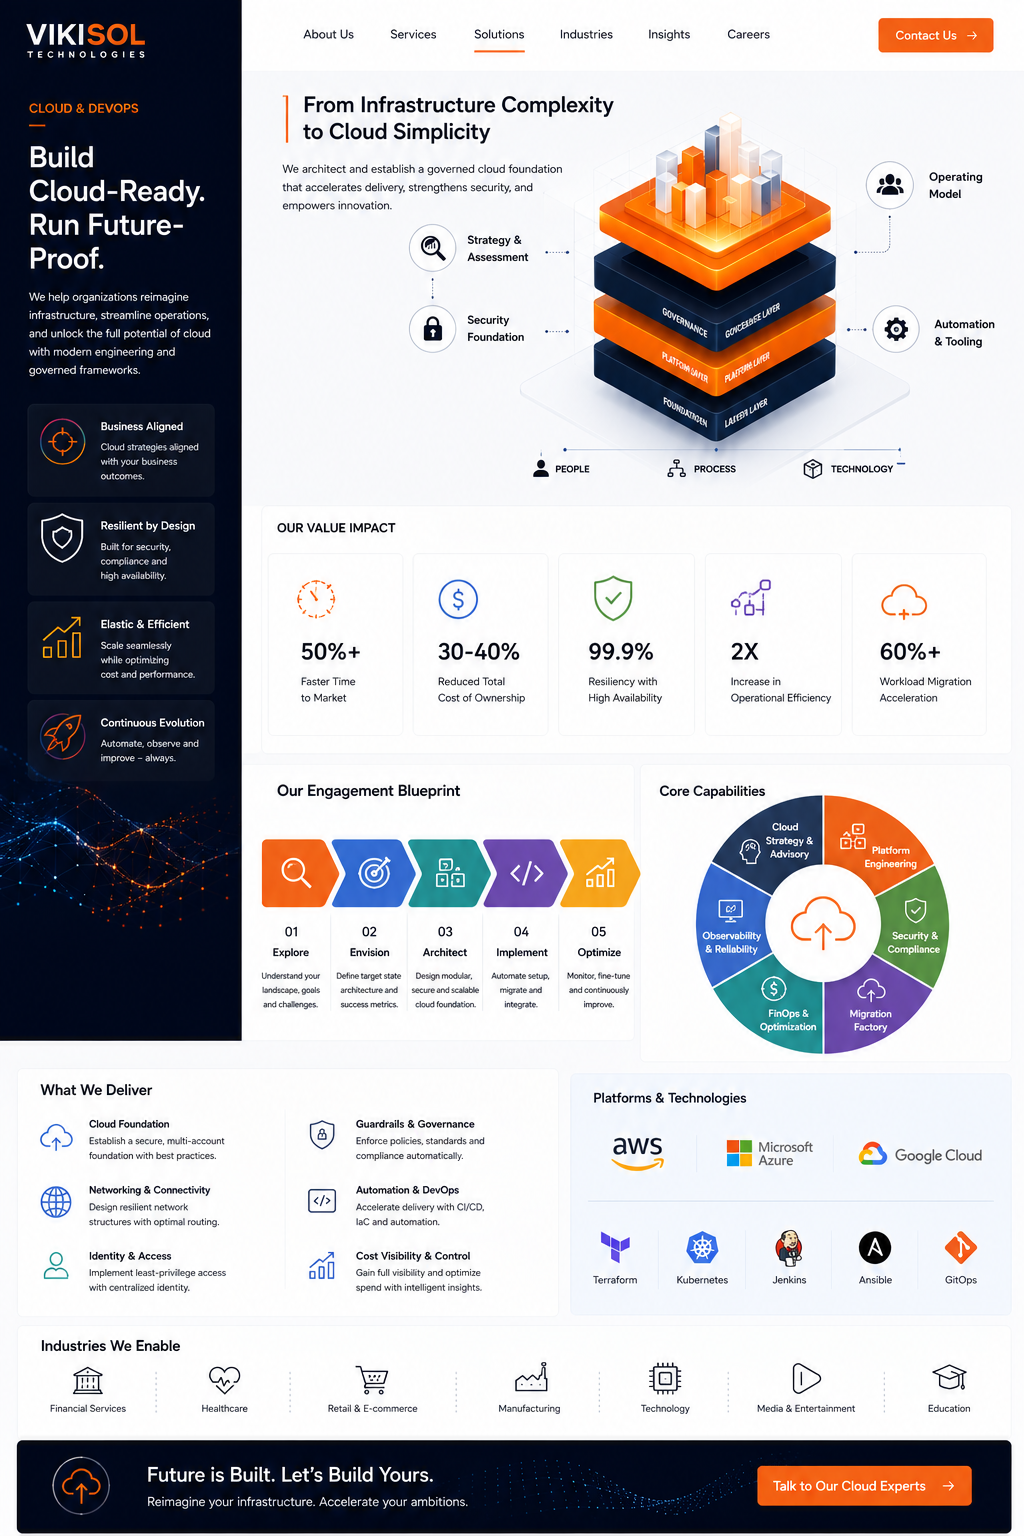 VIKISOL
TECHNOLOGIES
About Us
Services
Solutions
Industries
Insights
Careers
Contact Us
CLOUD & DEVOPS
Build
Cloud-Ready.
Run Future-
Proof.
We help organizations reimagine
infrastructure, streamline operations,
and unlock the full potential of cloud
with modern engineering and
governed frameworks.
Business Aligned
Cloud strategies aligned
with your business
outcomes.
Resilient by Design
Built for security,
compliance and
high availability.
Elastic & Efficient
Scale seamlessly
while optimizing
cost and performance.
Continuous Evolution
Automate, observe and
improve – always.
From Infrastructure Complexity
to Cloud Simplicity
We architect and establish a governed cloud foundation
that accelerates delivery, strengthens security, and
empowers innovation.
Strategy &
Assessment
Security
Foundation
Operating
Model
Automation
& Tooling
GOVERNANCE
LAYER
PLATFORM LAYER
LAYER
PEOPLE
PROCESS
TECHNOLOGY
OUR VALUE IMPACT
50%+
Faster Time
to Market
30-40%
Reduced Total
Cost of Ownership
99.9%
Resiliency with
High Availability
2X
Increase in
Operational Efficiency
60%+
Workload Migration
Acceleration
Our Engagement Blueprint
01
Explore
Understand your
landscape, goals
and challenges.
02
Envision
Define target state
architecture and
success metrics.
03
Architect
Design modular,
secure and scalable
cloud foundation.
04
Implement
Automate setup,
migrate and
integrate.
05
Optimize
Monitor, fine-tune
and continuously
improve.
Core Capabilities
Cloud
Strategy &
Advisory
Platform
Engineering
Security &
Compliance
Migration
Factory
FinOps &
Optimization
Observability
& Reliability
What We Deliver
Cloud Foundation
Establish a secure, multi-account
foundation with best practices.
Networking & Connectivity
Design resilient network
structures with optimal routing.
Identity & Access
Implement least-privilege access
with centralized identity.
Guardrails & Governance
Enforce policies, standards and
compliance automatically.
Automation & DevOps
Accelerate delivery with CI/CD,
IaC and automation.
Cost Visibility & Control
Gain full visibility and optimize
spend with intelligent insights.
Platforms & Technologies
aws
Microsoft
Azure
Google Cloud
Terraform
Kubernetes
Jenkins
Ansible
GitOps
Industries We Enable
Financial Services
Healthcare
Retail & E-commerce
Manufacturing
Technology
Media & Entertainment
Education
Future is Built. Let's Build Yours.
Reimagine your infrastructure. Accelerate your ambitions.
Talk to Our Cloud Experts